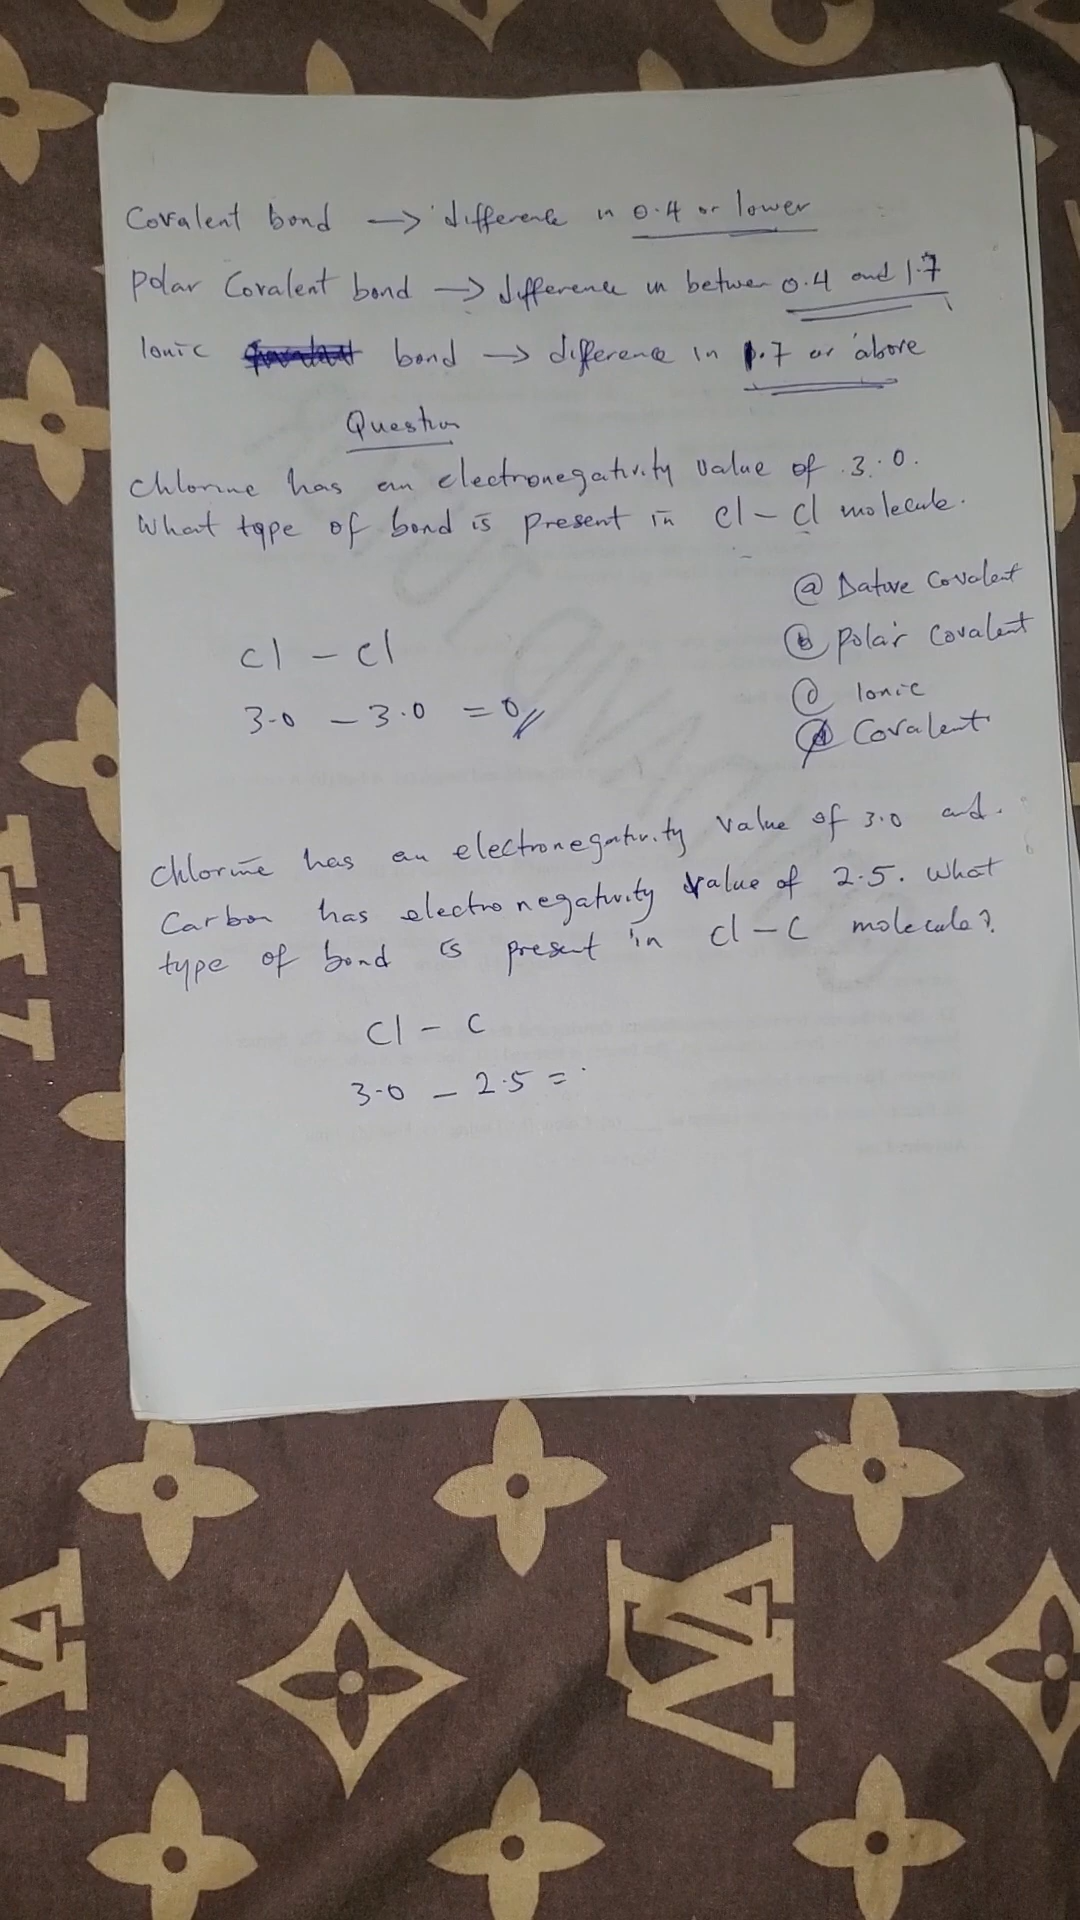 Covalent bond → difference in 0.4 or lower
Polar Covalent bond → difference in between 0.4 and 1.7
Ionic bond → difference in 1.7 or above
Question
Chlorine has an electronegativity value of 3.0.
What type of bond is present in Cl – Cl molecule.
ⓐ Dative Covalent
ⓑ Polar Covalent
ⓒ Ionic
ⓓ Covalent
Cl – Cl
3.0 – 3.0 = 0
Chlorine has an electronegativity value of 3.0 and
Carbon has electronegativity value of 2.5. What
type of bond is present in Cl – C molecule?
Cl – C
3.0 – 2.5 =